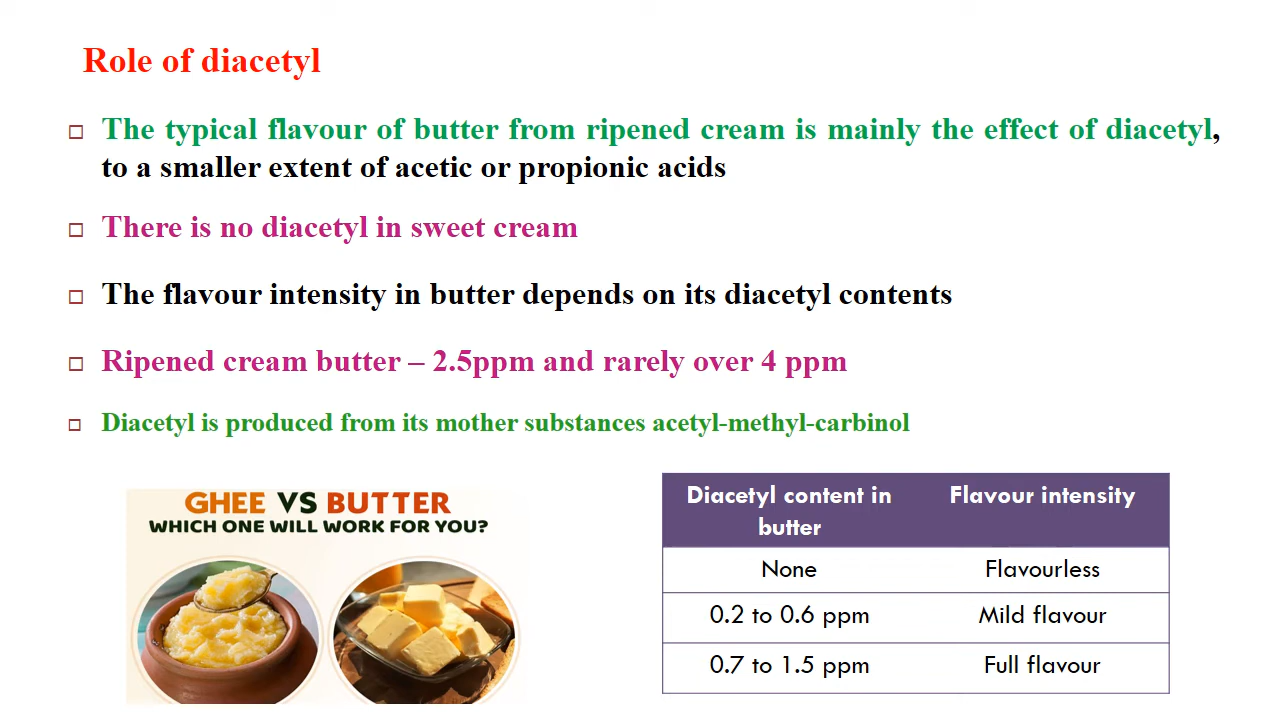 Role of diacetyl
The typical flavour of butter from ripened cream is mainly the effect of diacetyl,
to a smaller extent of acetic or propionic acids
There is no diacetyl in sweet cream
The flavour intensity in butter depends on its diacetyl contents
Ripened cream butter – 2.5ppm and rarely over 4 ppm
Diacetyl is produced from its mother substances acetyl-methyl-carbinol
GHEE VS BUTTER
WHICH ONE WILL WORK FOR YOU?
Diacetyl content in
butter
Flavour intensity
None
Flavourless
0.2 to 0.6 ppm
Mild flavour
0.7 to 1.5 ppm
Full flavour